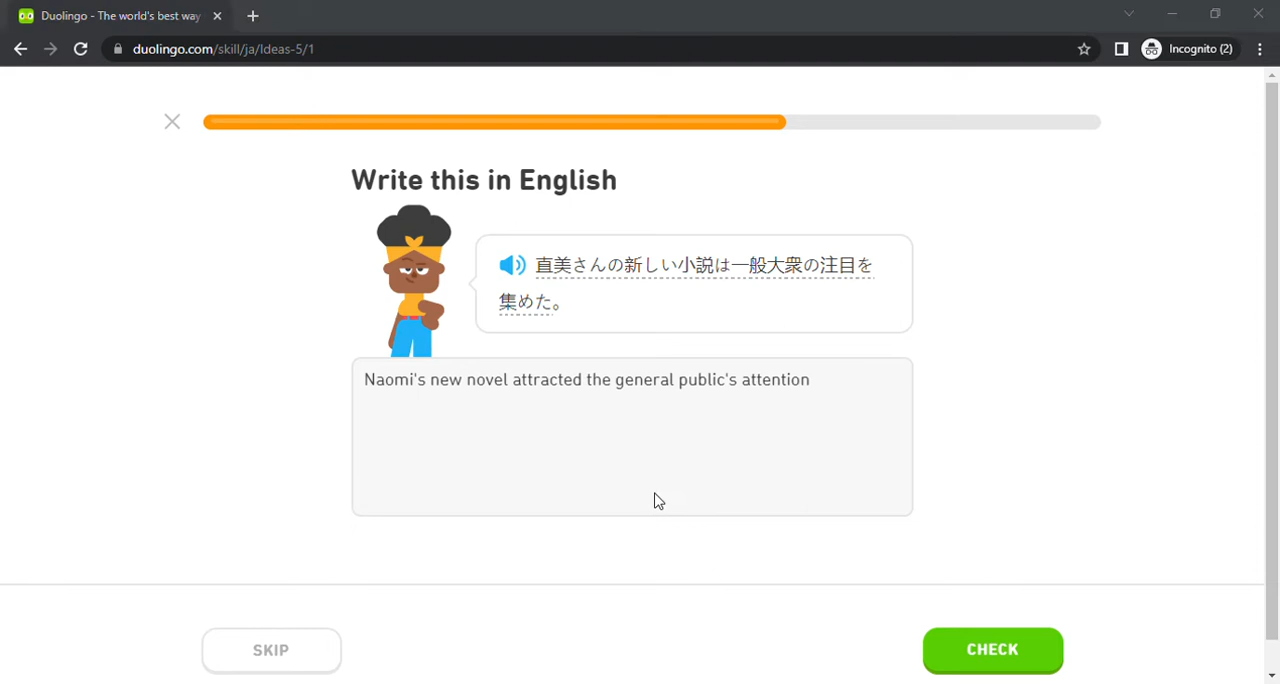 Duolingo - The world's best way
duolingo.com/skill/ja/Ideas-5/1
Incognito (2)
Write this in English
直美さんの新しい小説は一般大衆の注目を
集めた。
Naomi's new novel attracted the general public's attention
SKIP
CHECK